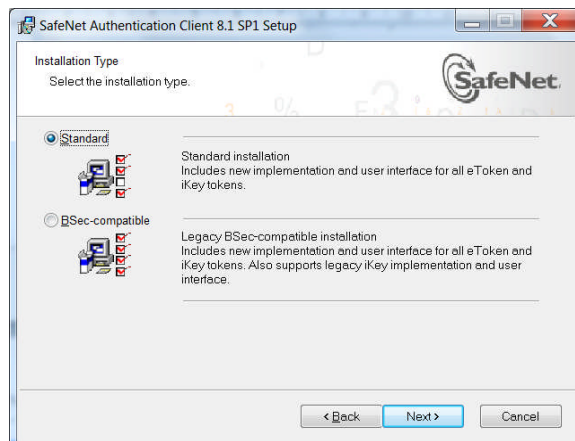 SafeNet Authentication Client 8.1 SP1 Setup
Installation Type
Select the installation type.
SafeNet.
Standard
Standard installation
Includes new implementation and user interface for all eToken and
iKey tokens.
BSec-compatible
Legacy BSec-compatible installation
Includes new implementation and user interface for all eToken and
iKey tokens. Also supports legacy iKey implementation and user
interface.
< Back
Next >
Cancel